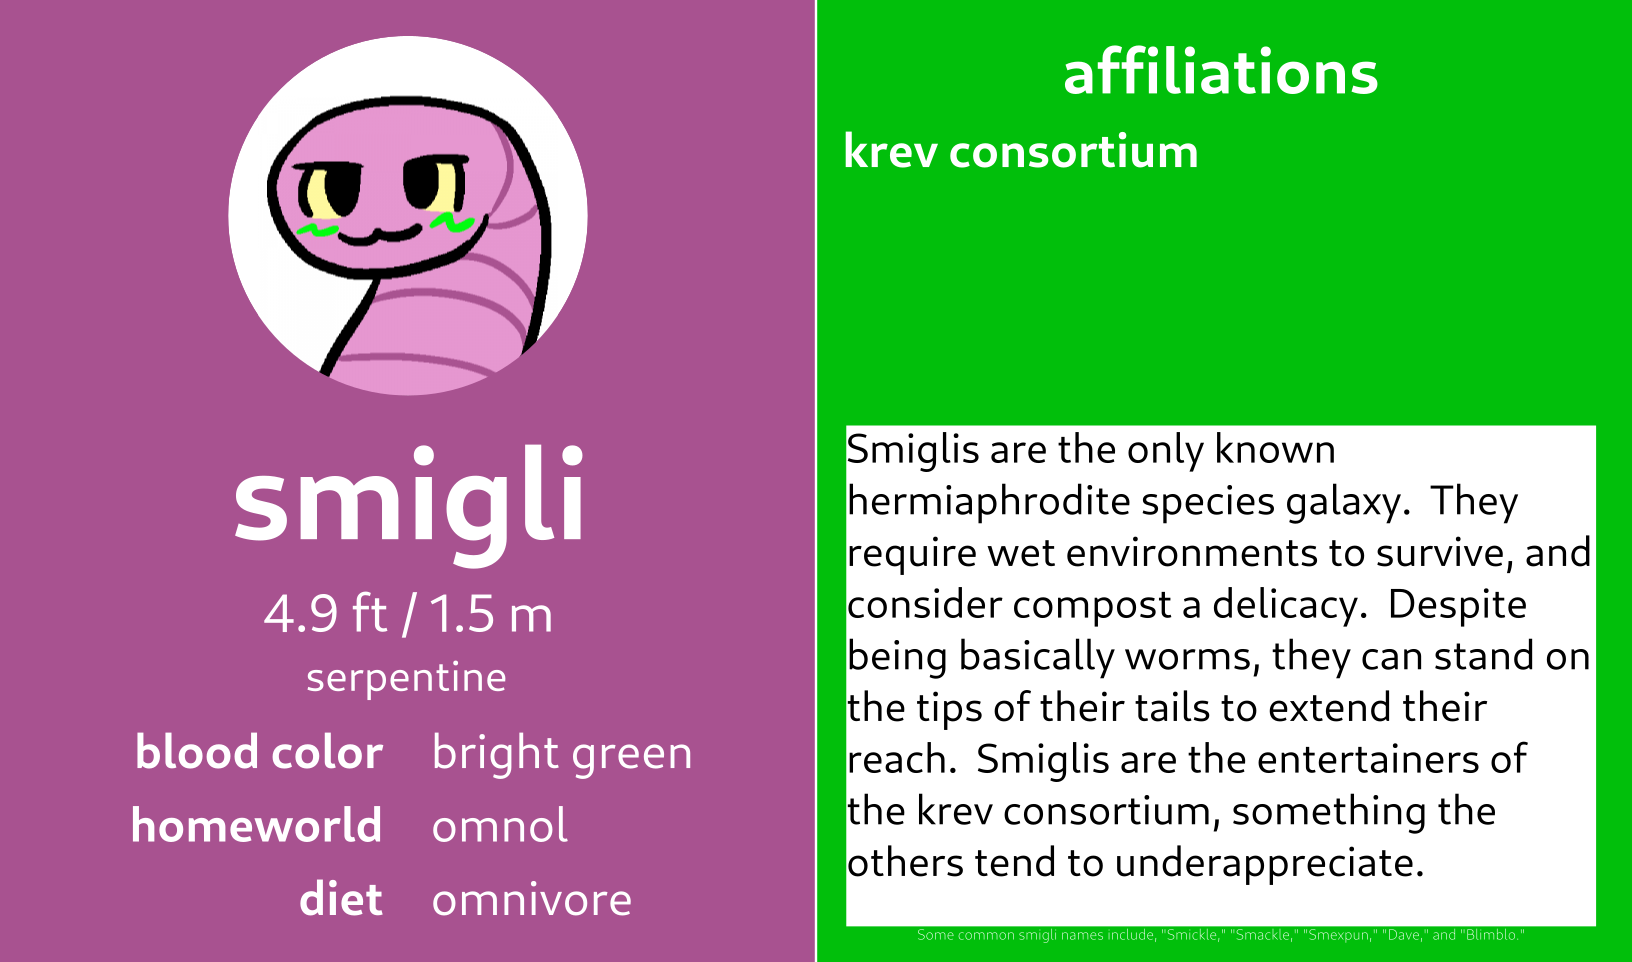 smigli
4.9 ft / 1.5 m
serpentine
blood color bright green
homeworld omnol
diet omnivore
affiliations
krev consortium
Smiglis are the only known
hermiaphrodite species galaxy. They
require wet environments to survive, and
consider compost a delicacy. Despite
being basically worms, they can stand on
the tips of their tails to extend their
reach. Smiglis are the entertainers of
the krev consortium, something the
others tend to underappreciate.
Some common smigli names include, "Smickle," "Smackle," "Smexpun," "Dave," and "Blimblo."